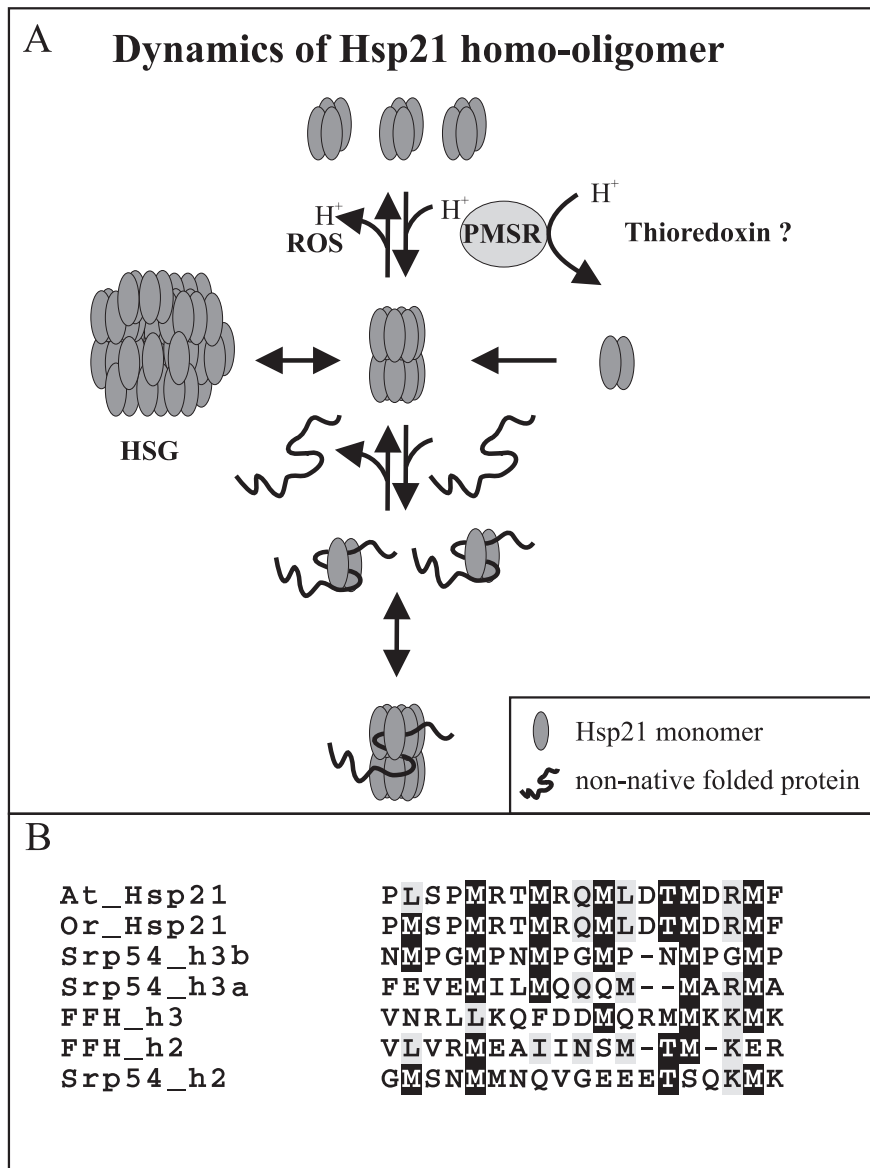 A
Dynamics of Hsp21 homo-oligomer
H+
ROS
H+
PMSR
H+
Thioredoxin ?
HSG
Hsp21 monomer
non-native folded protein
B
At_Hsp21 PLSPMRTMRQMLDTMDRMF
Or_Hsp21 PMSPMRTMRQMLDTMDRMF
Srp54_h3b NMPGMPNMPGMP-NMPGMP
Srp54_h3a FEVEMILMQQQM--MARMA
FFH_h3 VNRLLKQFDDMQRMMKKMK
FFH_h2 VLVRMEAIINSM-TM-KER
Srp54_h2 GMSNMMNQVGEEETSQKMK